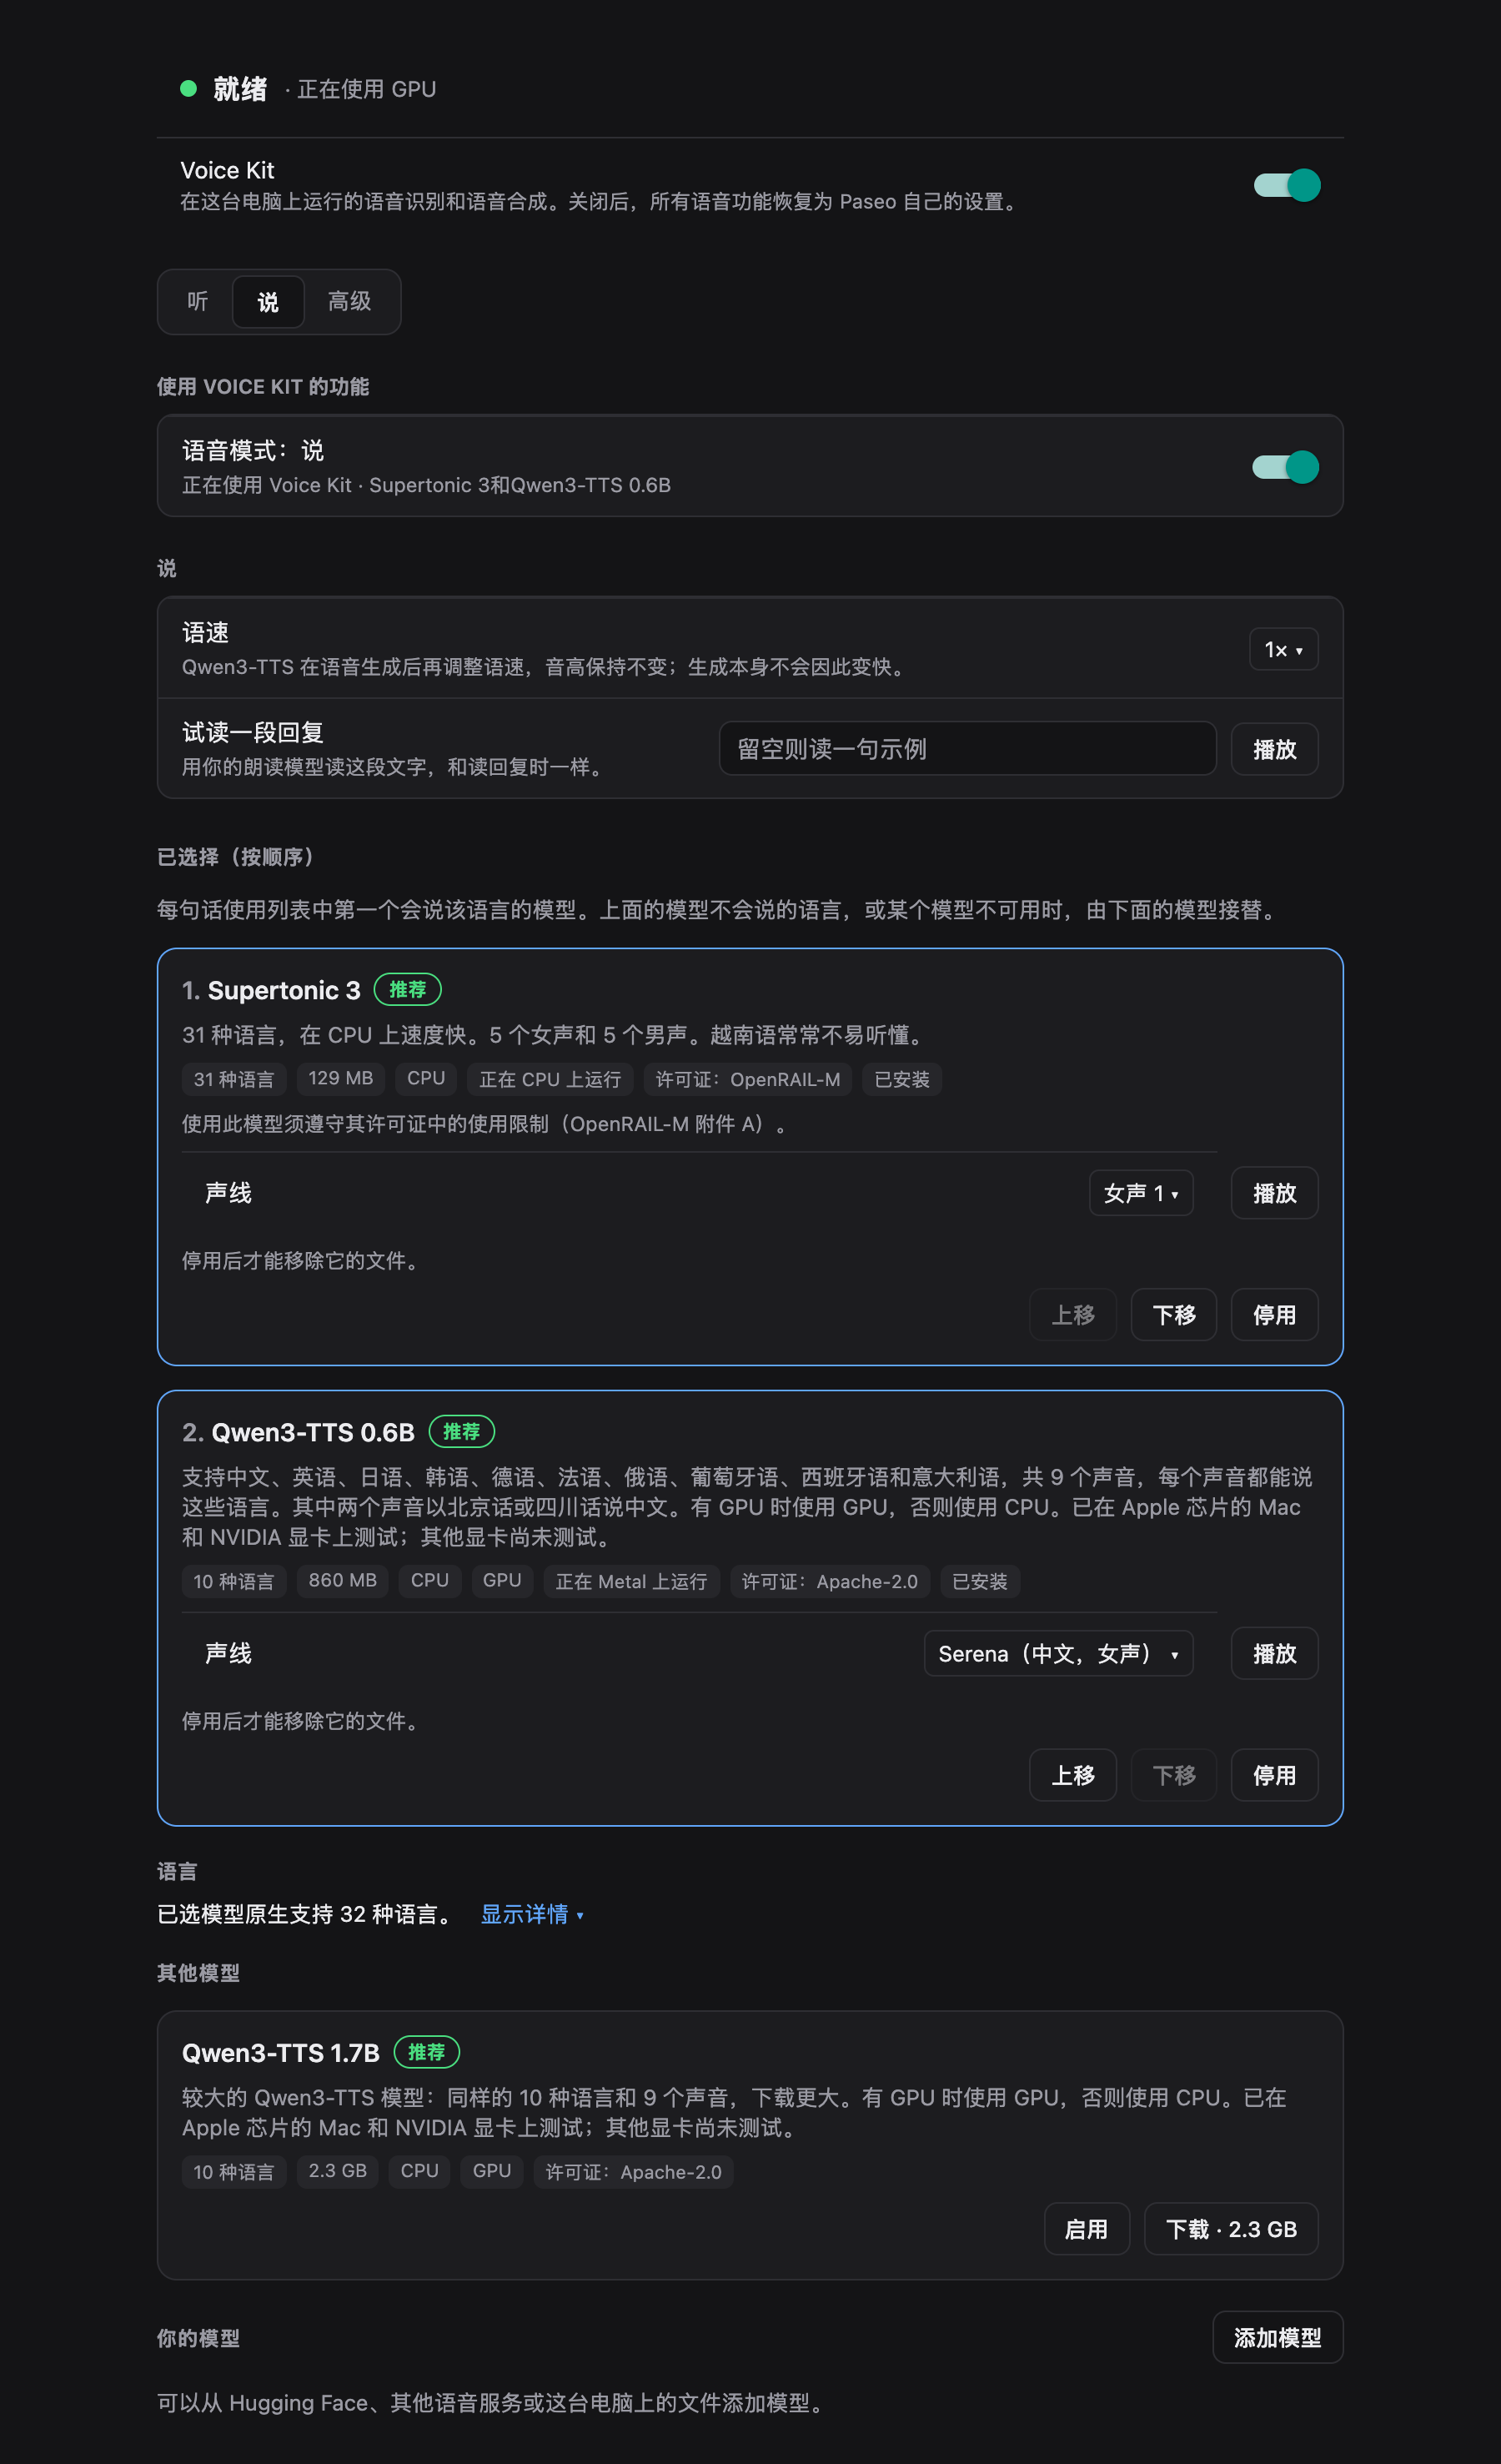 就绪 · 正在使用 GPU
Voice Kit
在这台电脑上运行的语音识别和语音合成。关闭后，所有语音功能恢复为 Paseo 自己的设置。
听 说 高级
使用 VOICE KIT 的功能
语音模式：说
正在使用 Voice Kit · Supertonic 3和Qwen3-TTS 0.6B
说
语速
Qwen3-TTS 在语音生成后再调整语速，音高保持不变；生成本身不会因此变快。
1× ▾
试读一段回复
用你的朗读模型读这段文字，和读回复时一样。
留空则读一句示例
播放
已选择（按顺序）
每句话使用列表中第一个会说该语言的模型。上面的模型不会说的语言，或某个模型不可用时，由下面的模型接替。
1. Supertonic 3 推荐
31 种语言，在 CPU 上速度快。5 个女声和 5 个男声。越南语常常不易听懂。
31 种语言 129 MB CPU 正在 CPU 上运行 许可证：OpenRAIL-M 已安装
使用此模型须遵守其许可证中的使用限制（OpenRAIL-M 附件 A）。
声线 女声 1 ▾ 播放
停用后才能移除它的文件。
上移 下移 停用
2. Qwen3-TTS 0.6B 推荐
支持中文、英语、日语、韩语、德语、法语、俄语、葡萄牙语、西班牙语和意大利语，共 9 个声音，每个声音都能说
这些语言。其中两个声音以北京话或四川话说中文。有 GPU 时使用 GPU，否则使用 CPU。已在 Apple 芯片的 Mac
和 NVIDIA 显卡上测试；其他显卡尚未测试。
10 种语言 860 MB CPU GPU 正在 Metal 上运行 许可证：Apache-2.0 已安装
声线 Serena（中文，女声） ▾ 播放
停用后才能移除它的文件。
上移 下移 停用
语言
已选模型原生支持 32 种语言。 显示详情 ▾
其他模型
Qwen3-TTS 1.7B 推荐
较大的 Qwen3-TTS 模型：同样的 10 种语言和 9 个声音，下载更大。有 GPU 时使用 GPU，否则使用 CPU。已在
Apple 芯片的 Mac 和 NVIDIA 显卡上测试；其他显卡尚未测试。
10 种语言 2.3 GB CPU GPU 许可证：Apache-2.0
启用 下载 · 2.3 GB
你的模型 添加模型
可以从 Hugging Face、其他语音服务或这台电脑上的文件添加模型。